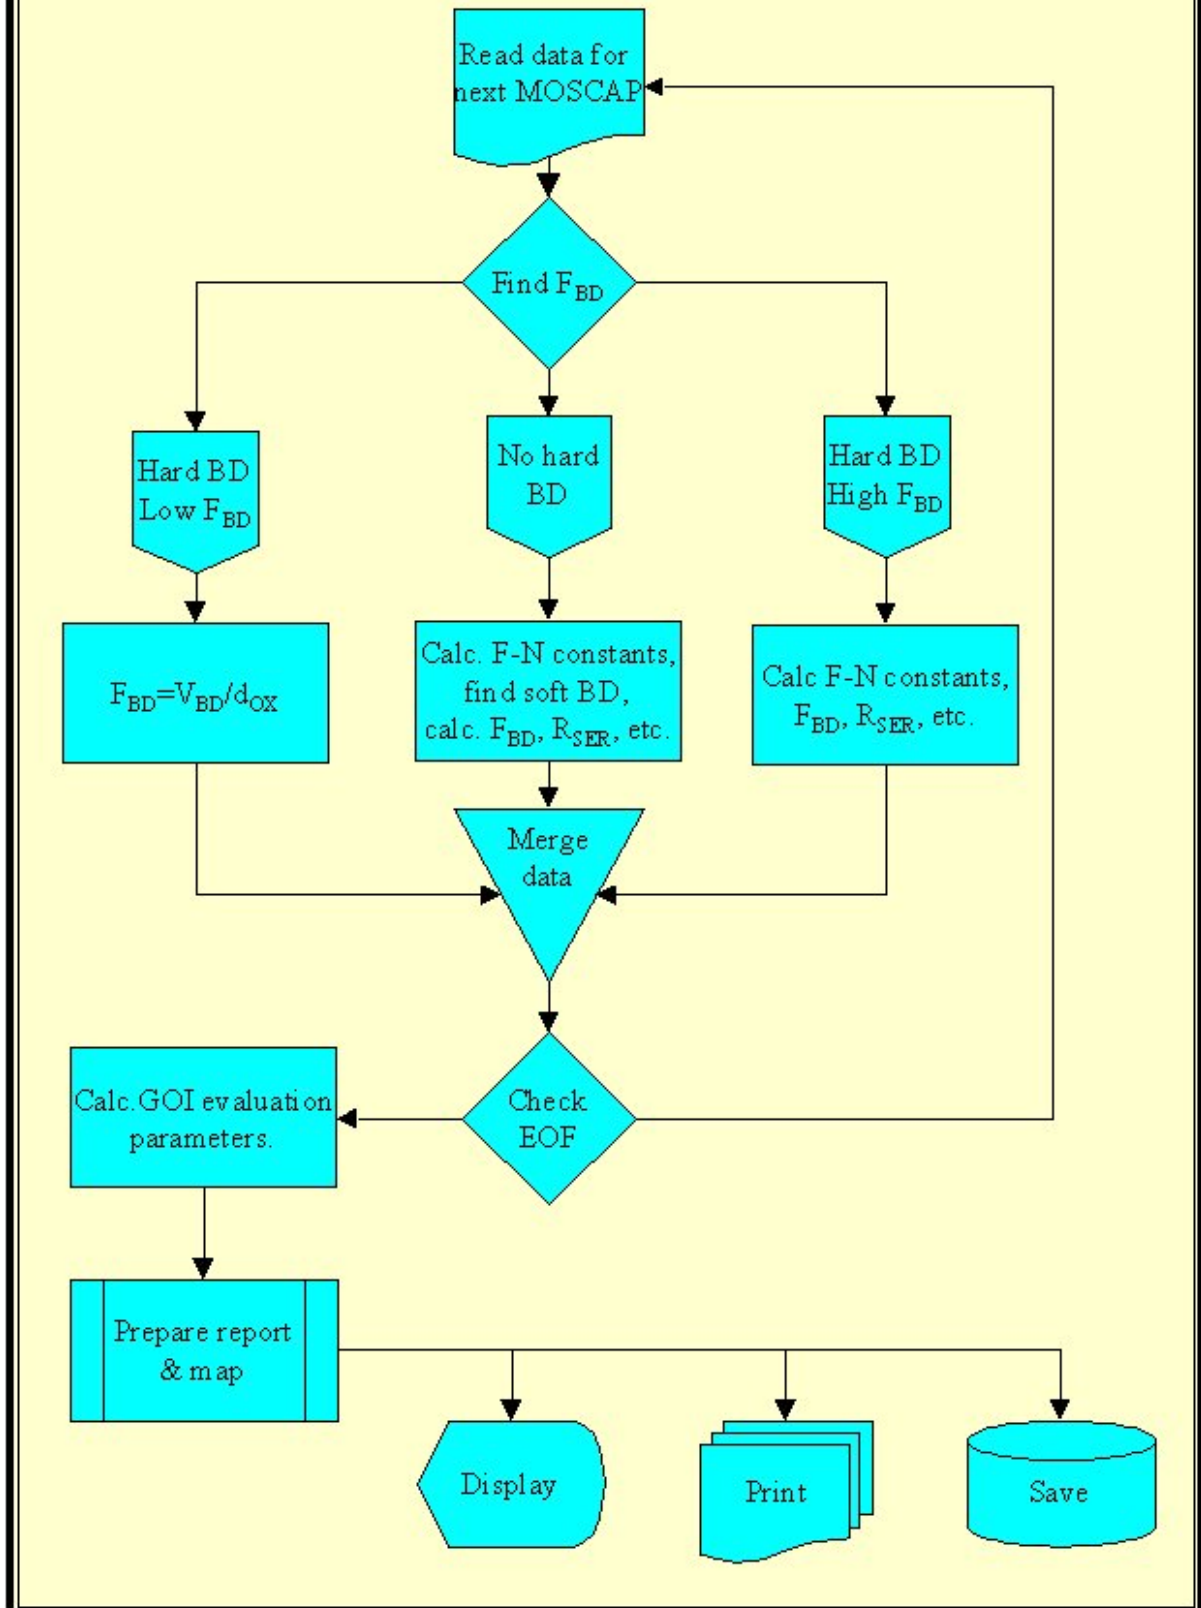 Read data for
next MOSCAP
Find F_BD
Hard BD
Low F_BD
No hard
BD
Hard BD
High F_BD
F_BD=V_BD/d_OX
Calc. F-N constants,
find soft BD,
calc. F_BD, R_SER, etc.
Calc F-N constants,
F_BD, R_SER, etc.
Merge
data
Calc.GOI evaluation
parameters.
Check
EOF
Prepare report
& map
Display
Print
Save